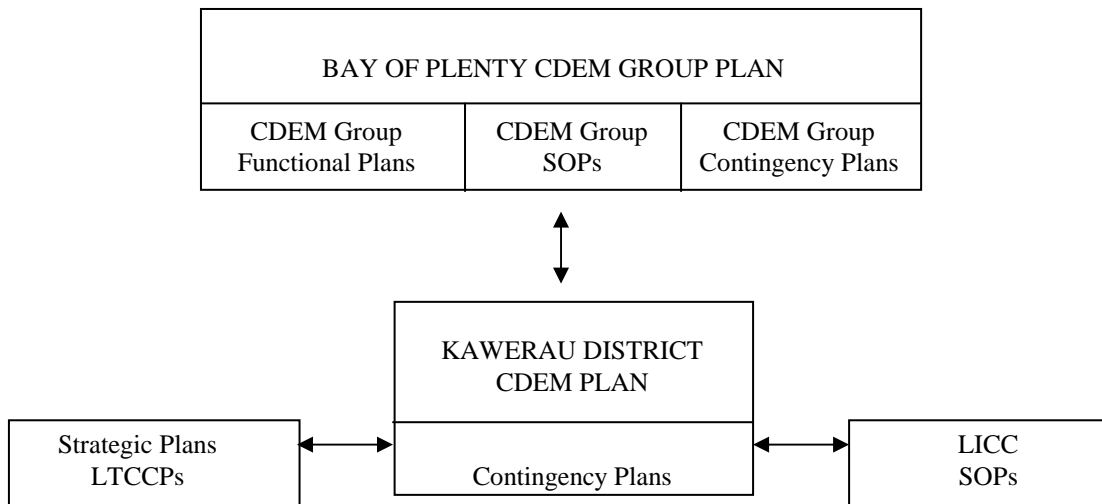 BAY OF PLENTY CDEM GROUP PLAN
CDEM Group
Functional Plans
CDEM Group
SOPs
CDEM Group
Contingency Plans
KAWERAU DISTRICT
CDEM PLAN
Strategic Plans
LTCCPs
Contingency Plans
LICC
SOPs